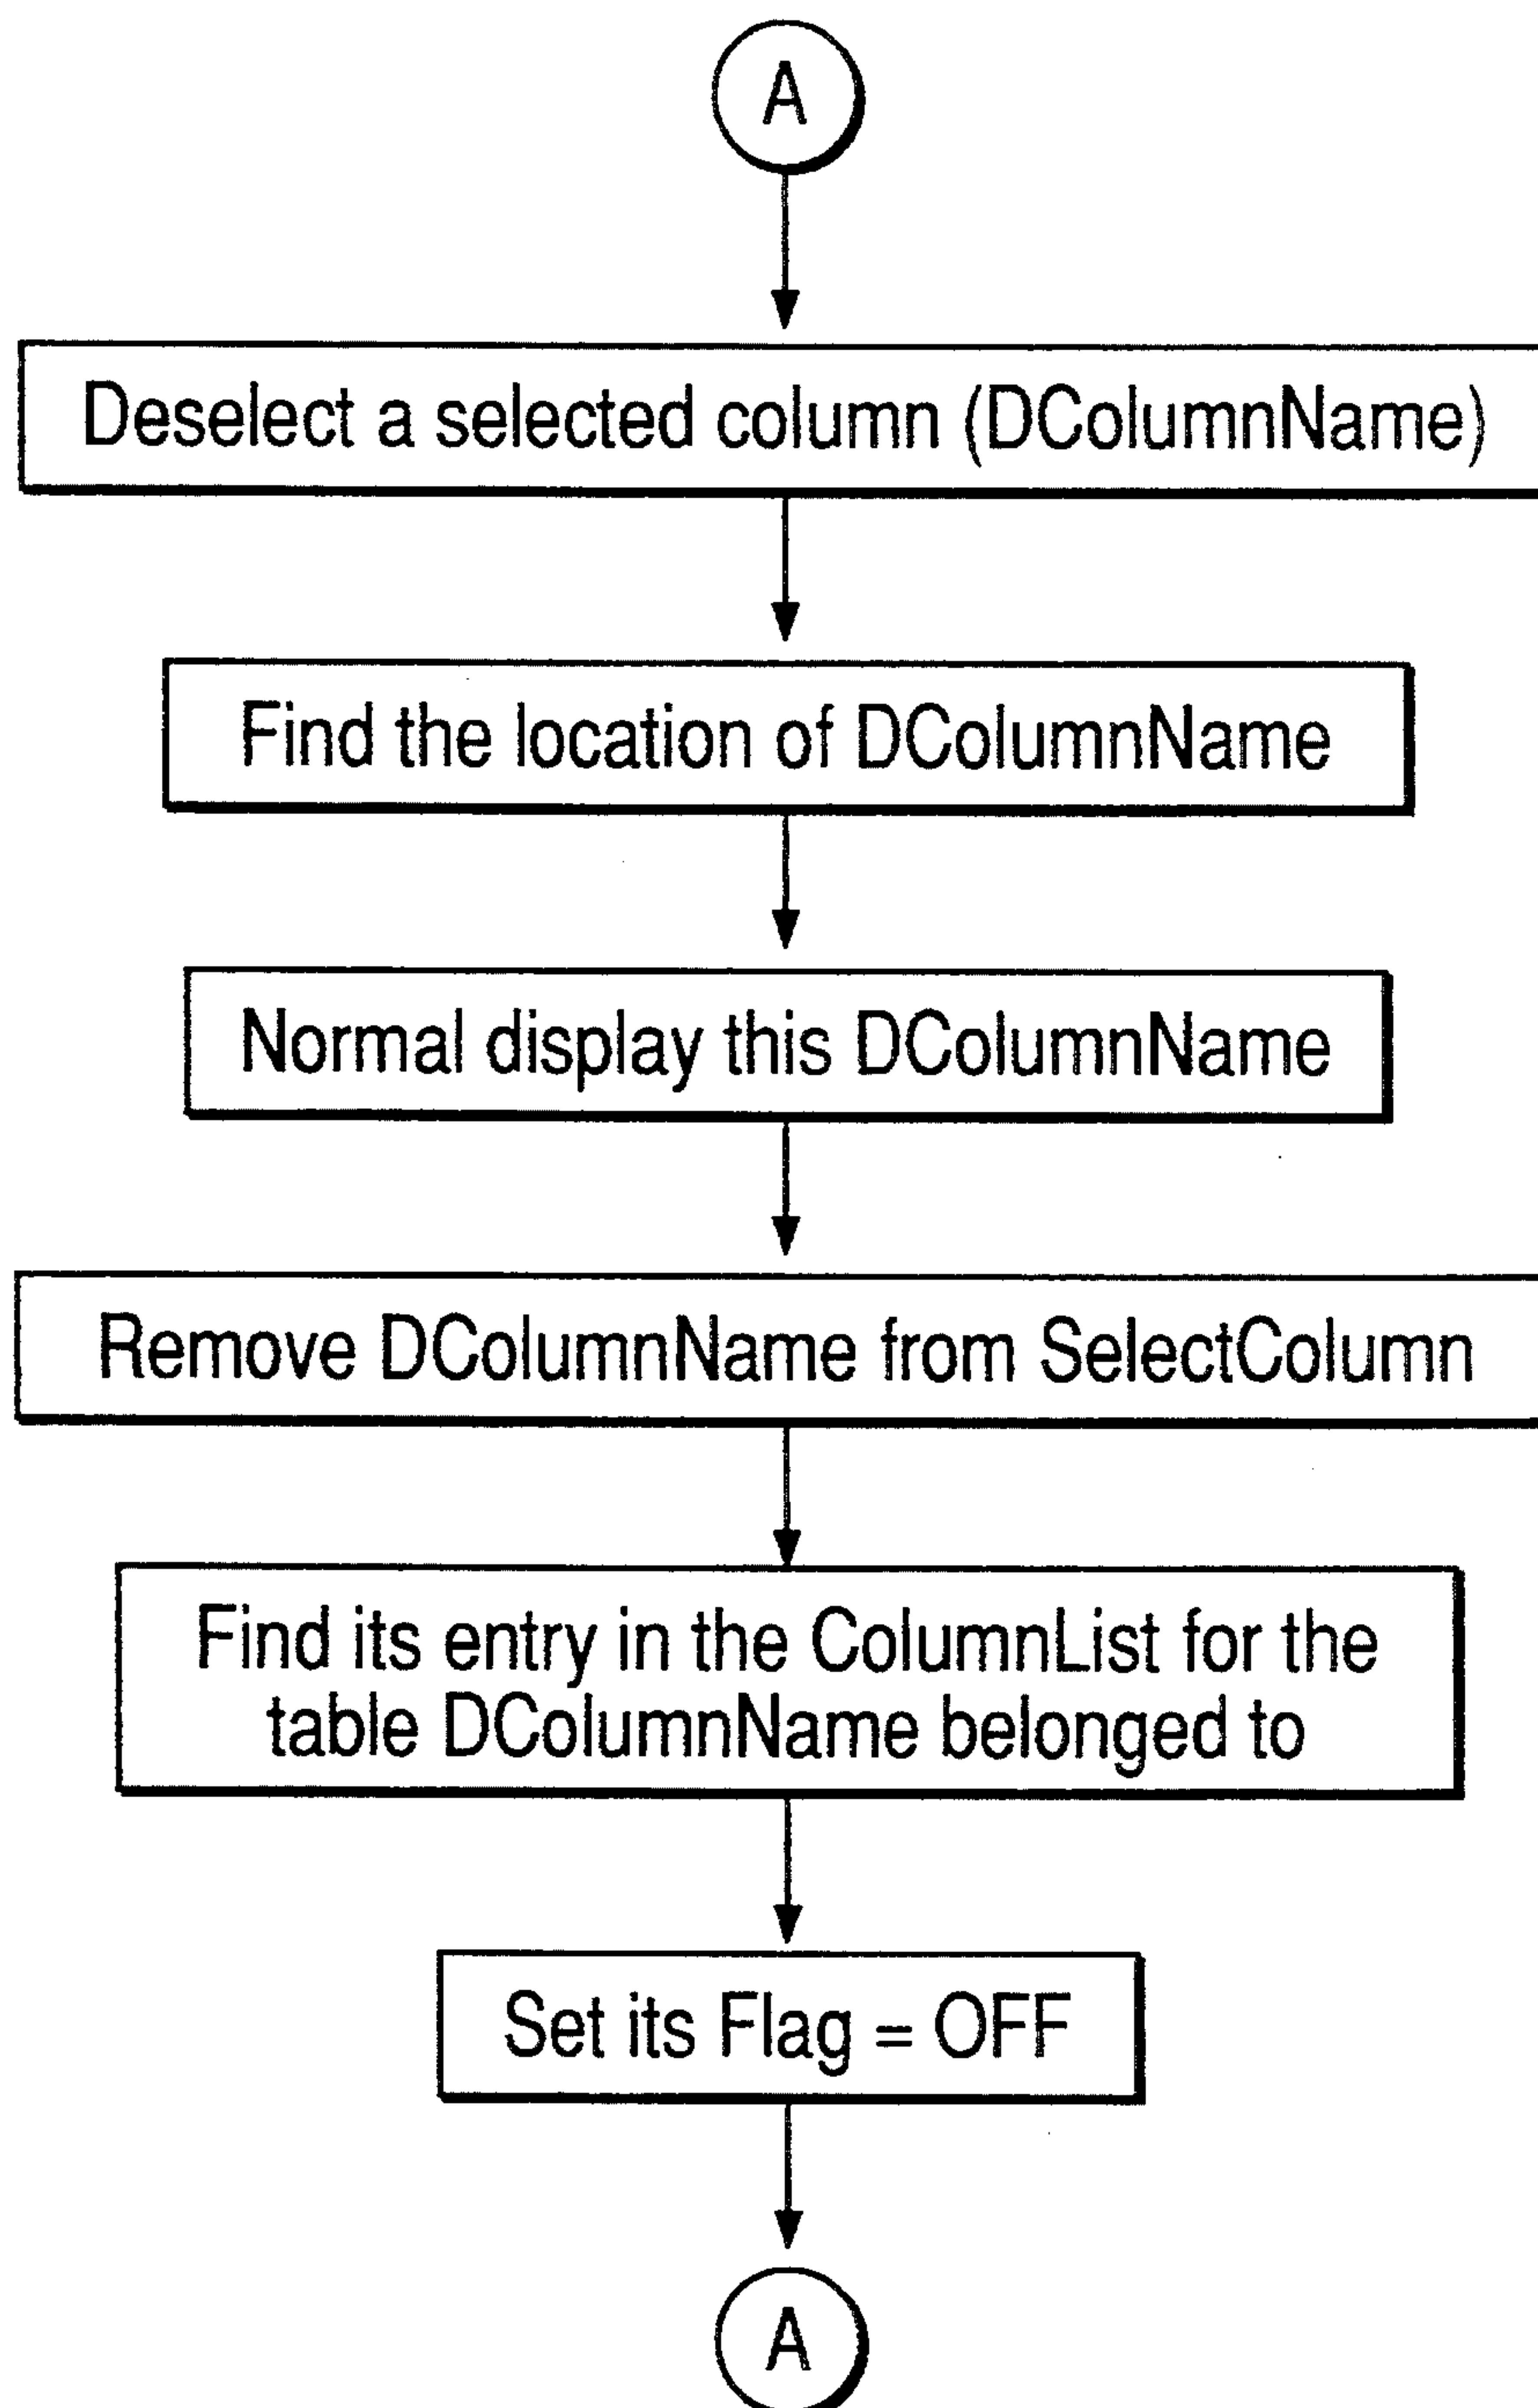 A
Deselect a selected column (DColumnName)
Find the location of DColumnName
Normal display this DColumnName
Remove DColumnName from SelectColumn
Find its entry in the ColumnList for the
table DColumnName belonged to
Set its Flag = OFF
A